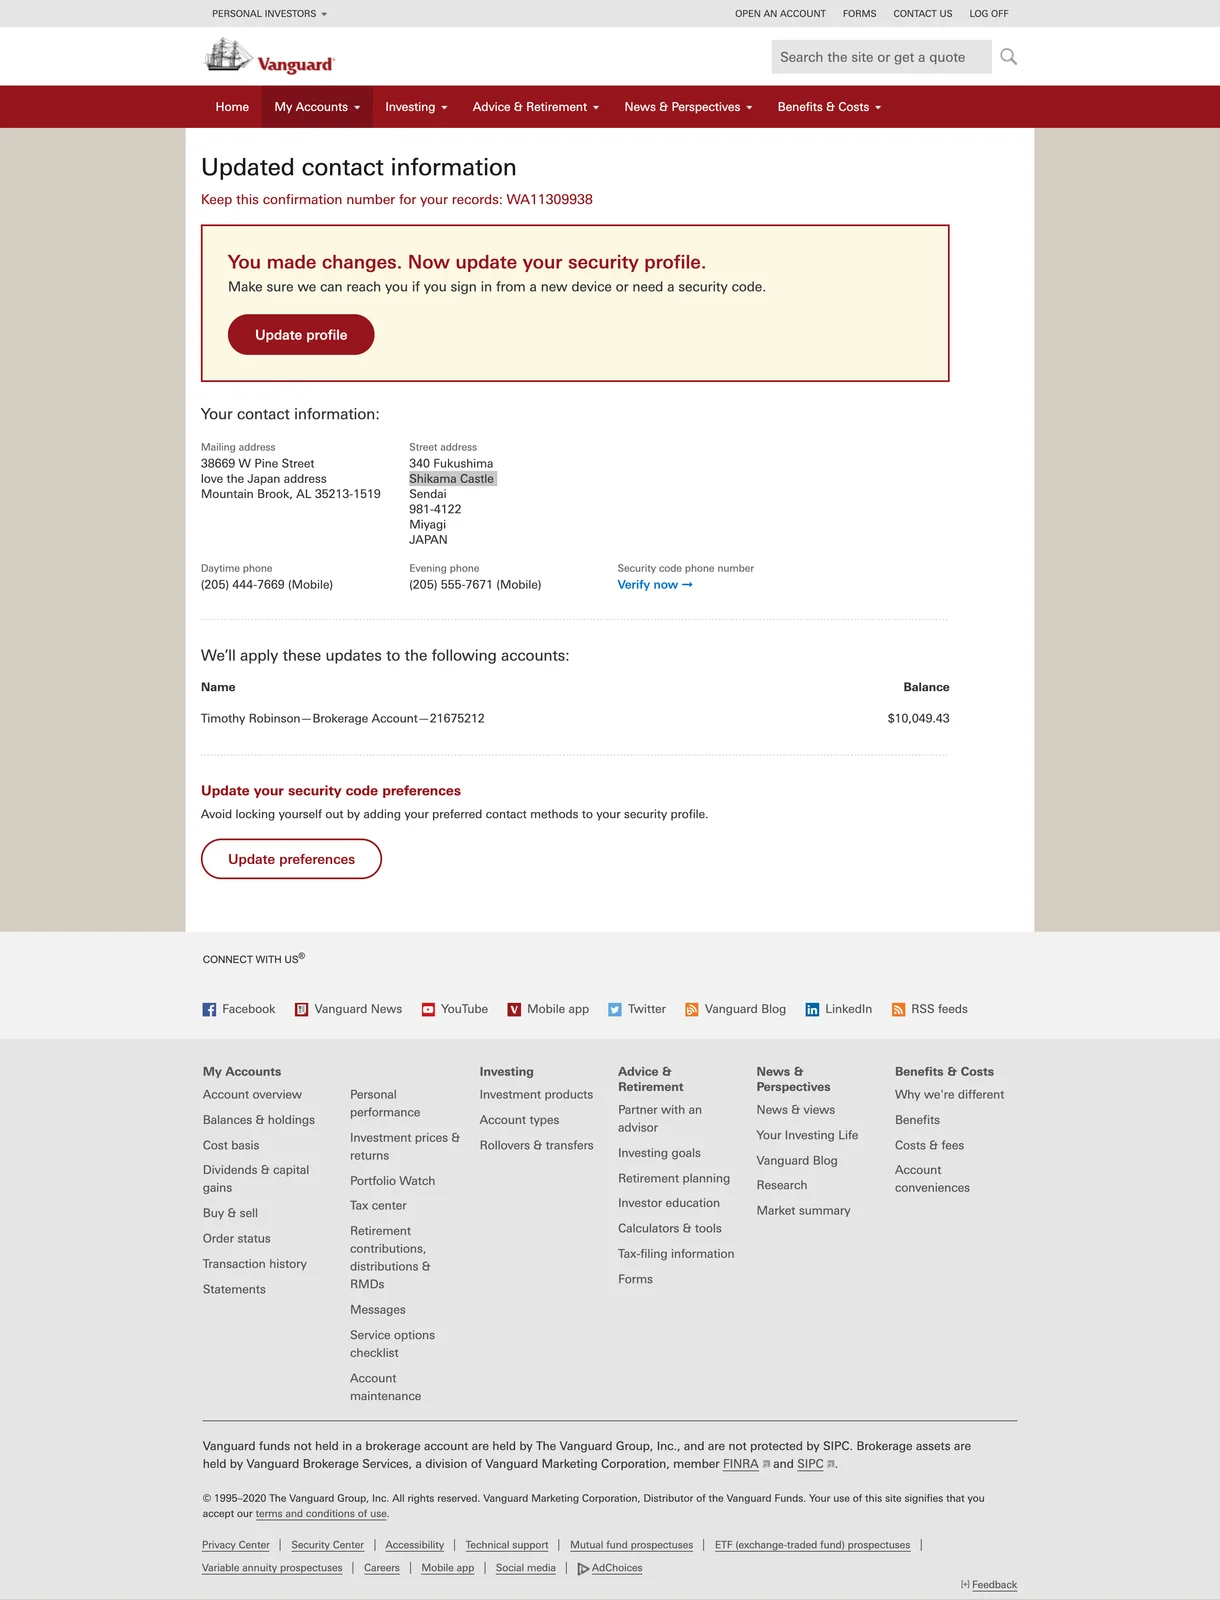 PERSONAL INVESTORS
OPEN AN ACCOUNT FORMS CONTACT US LOG OFF
Vanguard®
Search the site or get a quote
Home My Accounts Investing Advice & Retirement News & Perspectives Benefits & Costs
Updated contact information
Keep this confirmation number for your records: WA11309938
You made changes. Now update your security profile.
Make sure we can reach you if you sign in from a new device or need a security code.
Update profile
Your contact information:
Mailing address
38669 W Pine Street
love the Japan address
Mountain Brook, AL 35213-1519
Street address
340 Fukushima
Shikama Castle
Sendai
981-4122
Miyagi
JAPAN
Daytime phone
(205) 444-7669 (Mobile)
Evening phone
(205) 555-7671 (Mobile)
Security code phone number
Verify now →
We'll apply these updates to the following accounts:
Name Balance
Timothy Robinson—Brokerage Account—21675212 $10,049.43
Update your security code preferences
Avoid locking yourself out by adding your preferred contact methods to your security profile.
Update preferences
CONNECT WITH US®
Facebook Vanguard News YouTube Mobile app Twitter Vanguard Blog LinkedIn RSS feeds
My Accounts
Account overview
Balances & holdings
Cost basis
Dividends & capital
gains
Buy & sell
Order status
Transaction history
Statements
Personal
performance
Investment prices &
returns
Portfolio Watch
Tax center
Retirement
contributions,
distributions &
RMDs
Messages
Service options
checklist
Account
maintenance
Investing
Investment products
Account types
Rollovers & transfers
Advice &
Retirement
Partner with an
advisor
Investing goals
Retirement planning
Investor education
Calculators & tools
Tax-filing information
Forms
News &
Perspectives
News & views
Your Investing Life
Vanguard Blog
Research
Market summary
Benefits & Costs
Why we're different
Benefits
Costs & fees
Account
conveniences
Vanguard funds not held in a brokerage account are held by The Vanguard Group, Inc., and are not protected by SIPC. Brokerage assets are
held by Vanguard Brokerage Services, a division of Vanguard Marketing Corporation, member FINRA and SIPC.
© 1995–2020 The Vanguard Group, Inc. All rights reserved. Vanguard Marketing Corporation, Distributor of the Vanguard Funds. Your use of this site signifies that you
accept our terms and conditions of use.
Privacy Center | Security Center | Accessibility | Technical support | Mutual fund prospectuses | ETF (exchange-traded fund) prospectuses |
Variable annuity prospectuses | Careers | Mobile app | Social media | AdChoices
[+] Feedback